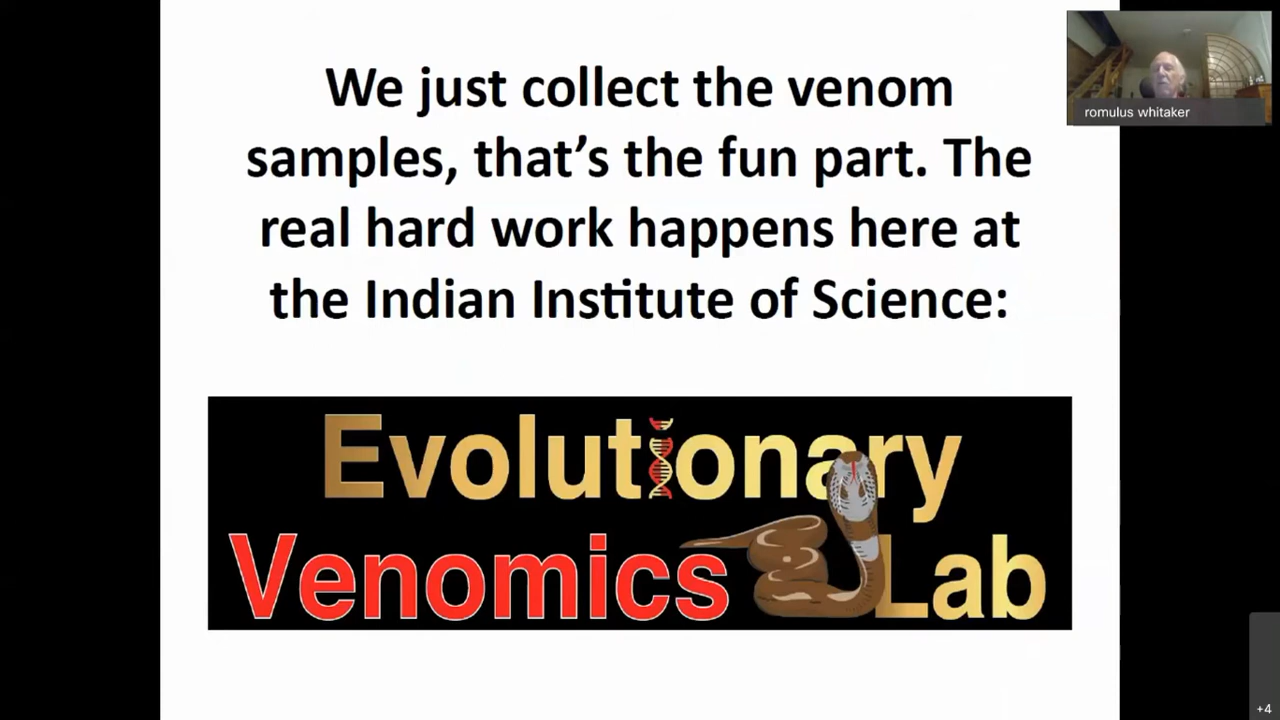 We just collect the venom
samples, that’s the fun part. The
real hard work happens here at
the Indian Institute of Science:
Evolutionary
Venomics Lab
romulus whitaker
+4